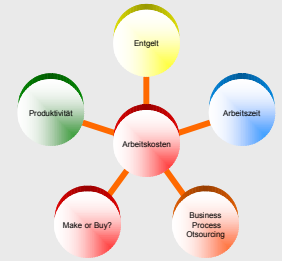 Entgelt
Produktivität
Arbeitszeit
Arbeitskosten
Make or Buy?
Business
Process
Otsourcing